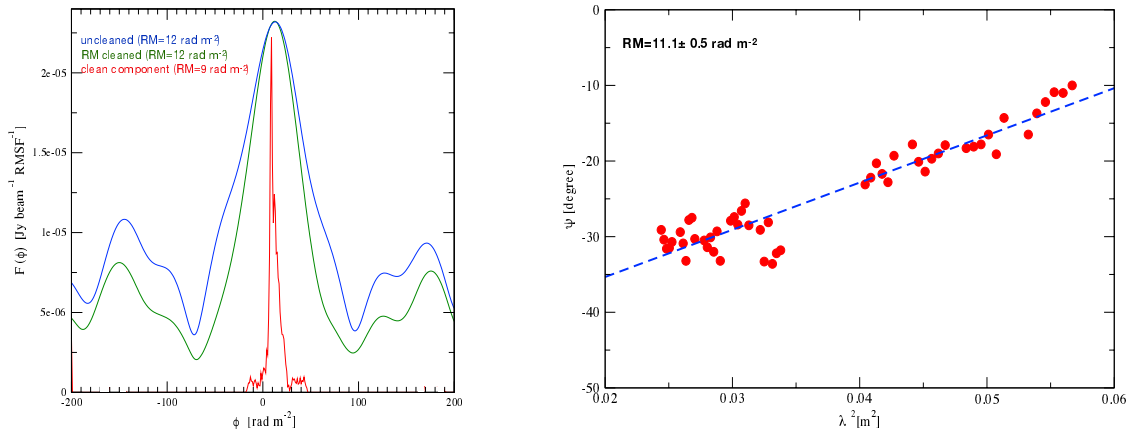 uncleaned (RM=12 rad m⁻²)
RM cleaned (RM=12 rad m⁻²)
clean component (RM=9 rad m⁻²)
2e-05
1.5e-05
1e-05
5e-06
0
-200
-100
0
100
200
F (ϕ) [Jy beam⁻¹ RMSF⁻¹]
ϕ [rad m⁻²]
RM=11.1± 0.5 rad m⁻²
0
-10
-20
-30
-40
-50
0.02
0.03
0.04
0.05
0.06
Ψ [degree]
λ² [m²]